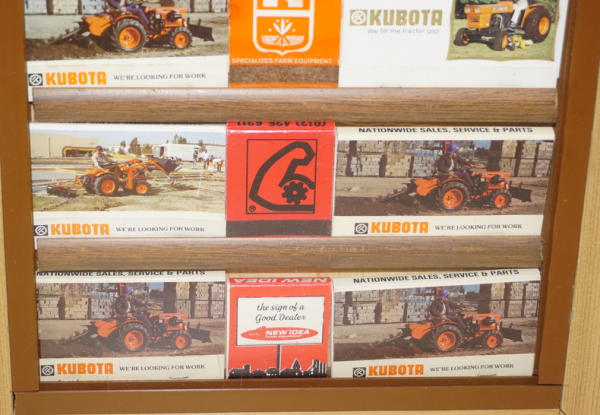 KUBOTA WE'RE LOOKING FOR WORK
SPECIALIZED FARM EQUIPMENT
KUBOTA
We fill the tractor gap
KUBOTA WE'RE LOOKING FOR WORK
NATIONWIDE SALES, SERVICE & PARTS
KUBOTA WE'RE LOOKING FOR WORK
NATIONWIDE SALES, SERVICE & PARTS
KUBOTA WE'RE LOOKING FOR WORK
NEW IDEA
the sign of a
Good Dealer
NEW IDEA
NATIONWIDE SALES, SERVICE & PARTS
KUBOTA WE'RE LOOKING FOR WORK